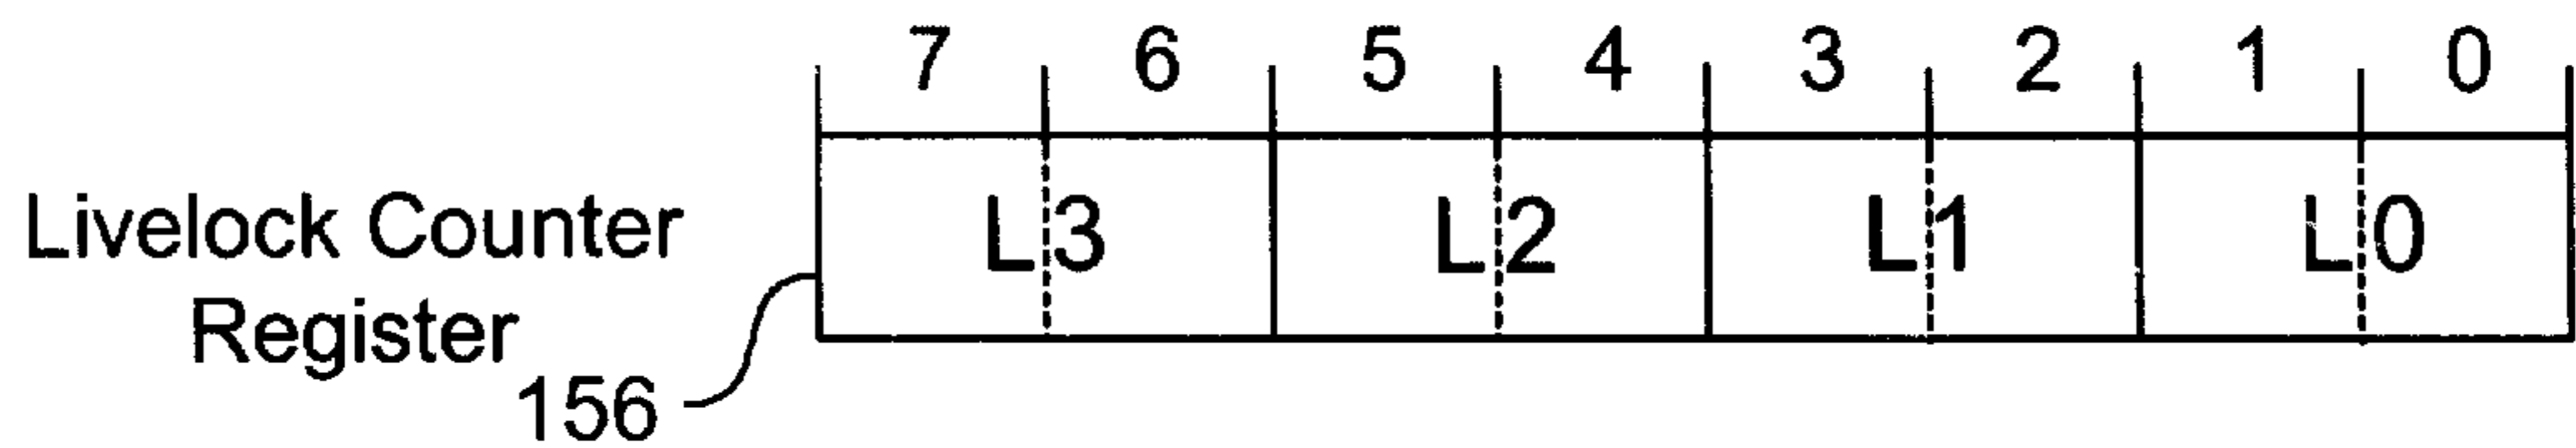 7 6 5 4 3 2 1 0
L3 L2 L1 L0
Livelock Counter
Register
156